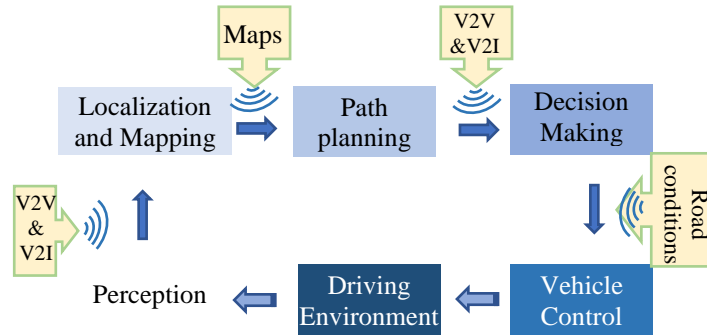 Maps
V2V
&V2I
Localization
and Mapping
Path
planning
Decision
Making
V2V
&
V2I
Road
conditions
Perception
Driving
Environment
Vehicle
Control